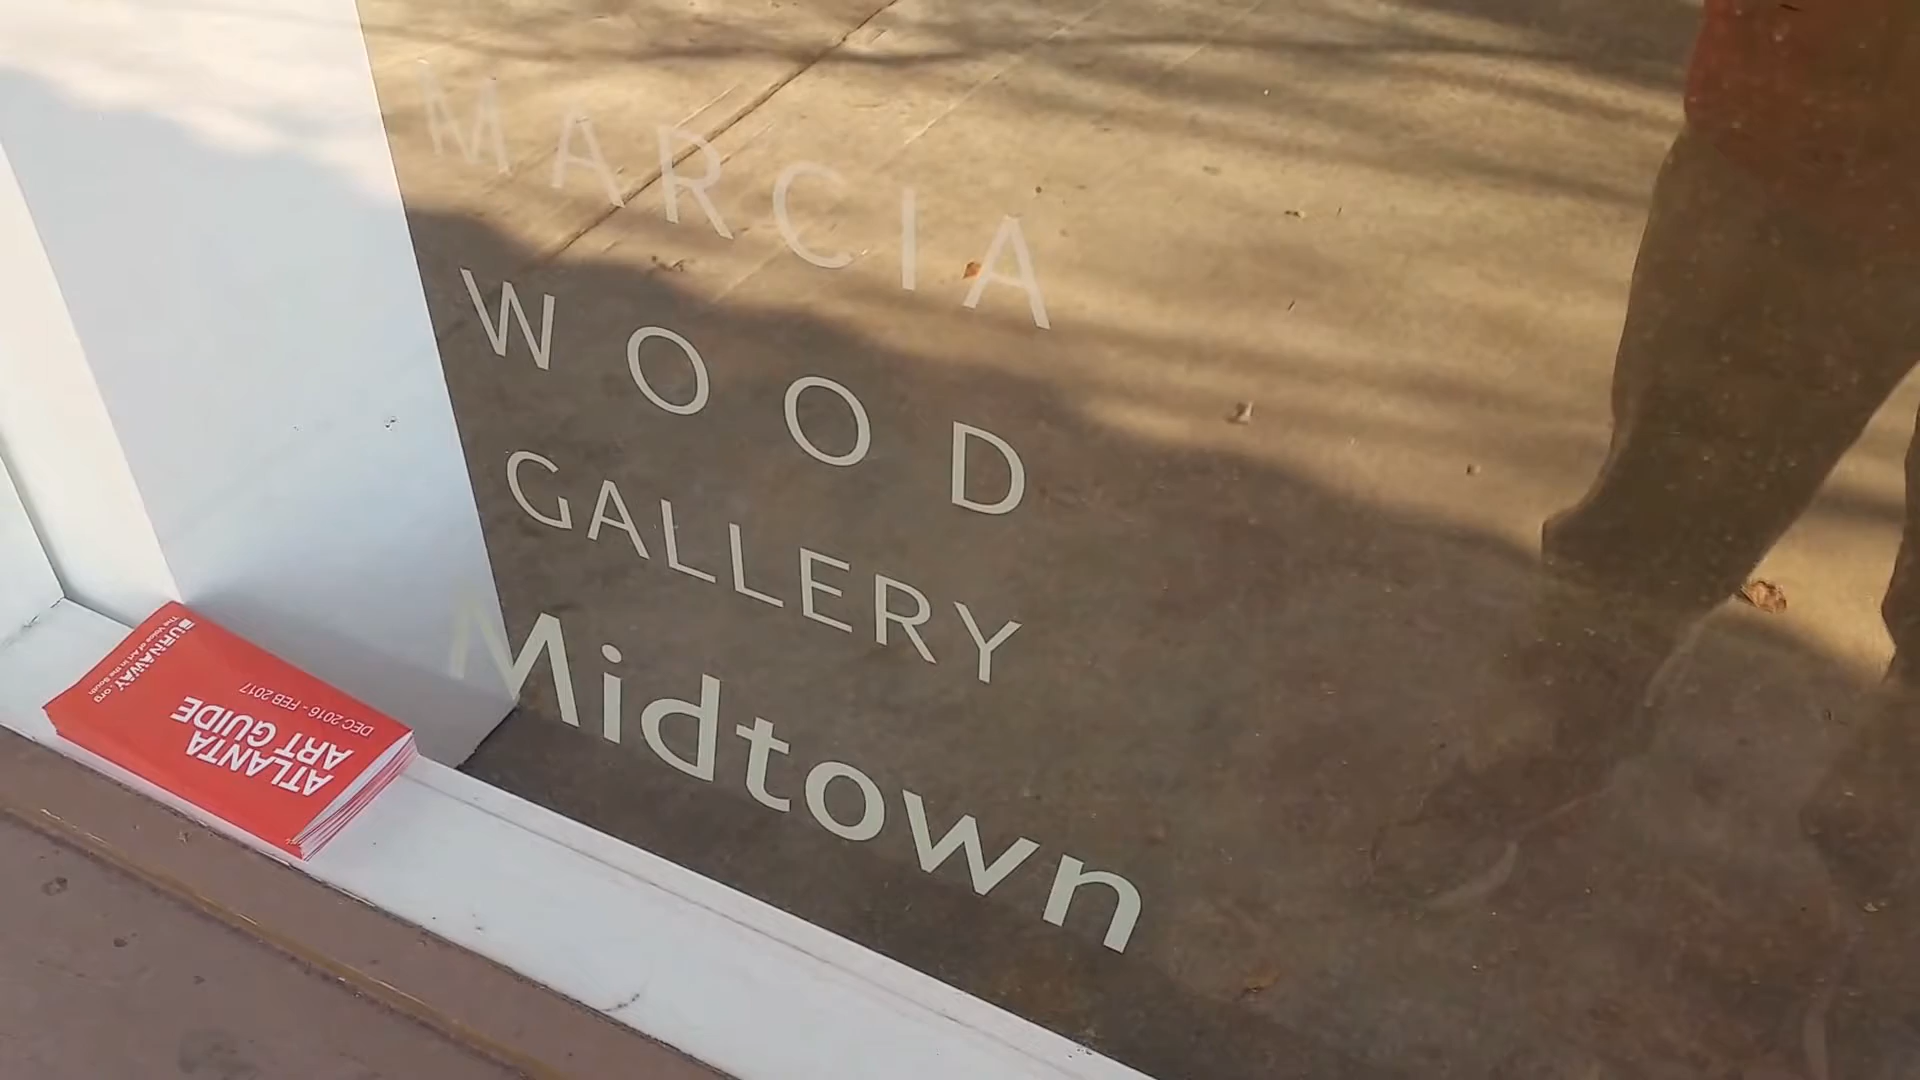 MARCIA
WOOD
GALLERY
Midtown
ATLANTA
ART GUIDE
DEC 2016 - FEB 2017
BURNAWAY.org
The Voice of Art in the South